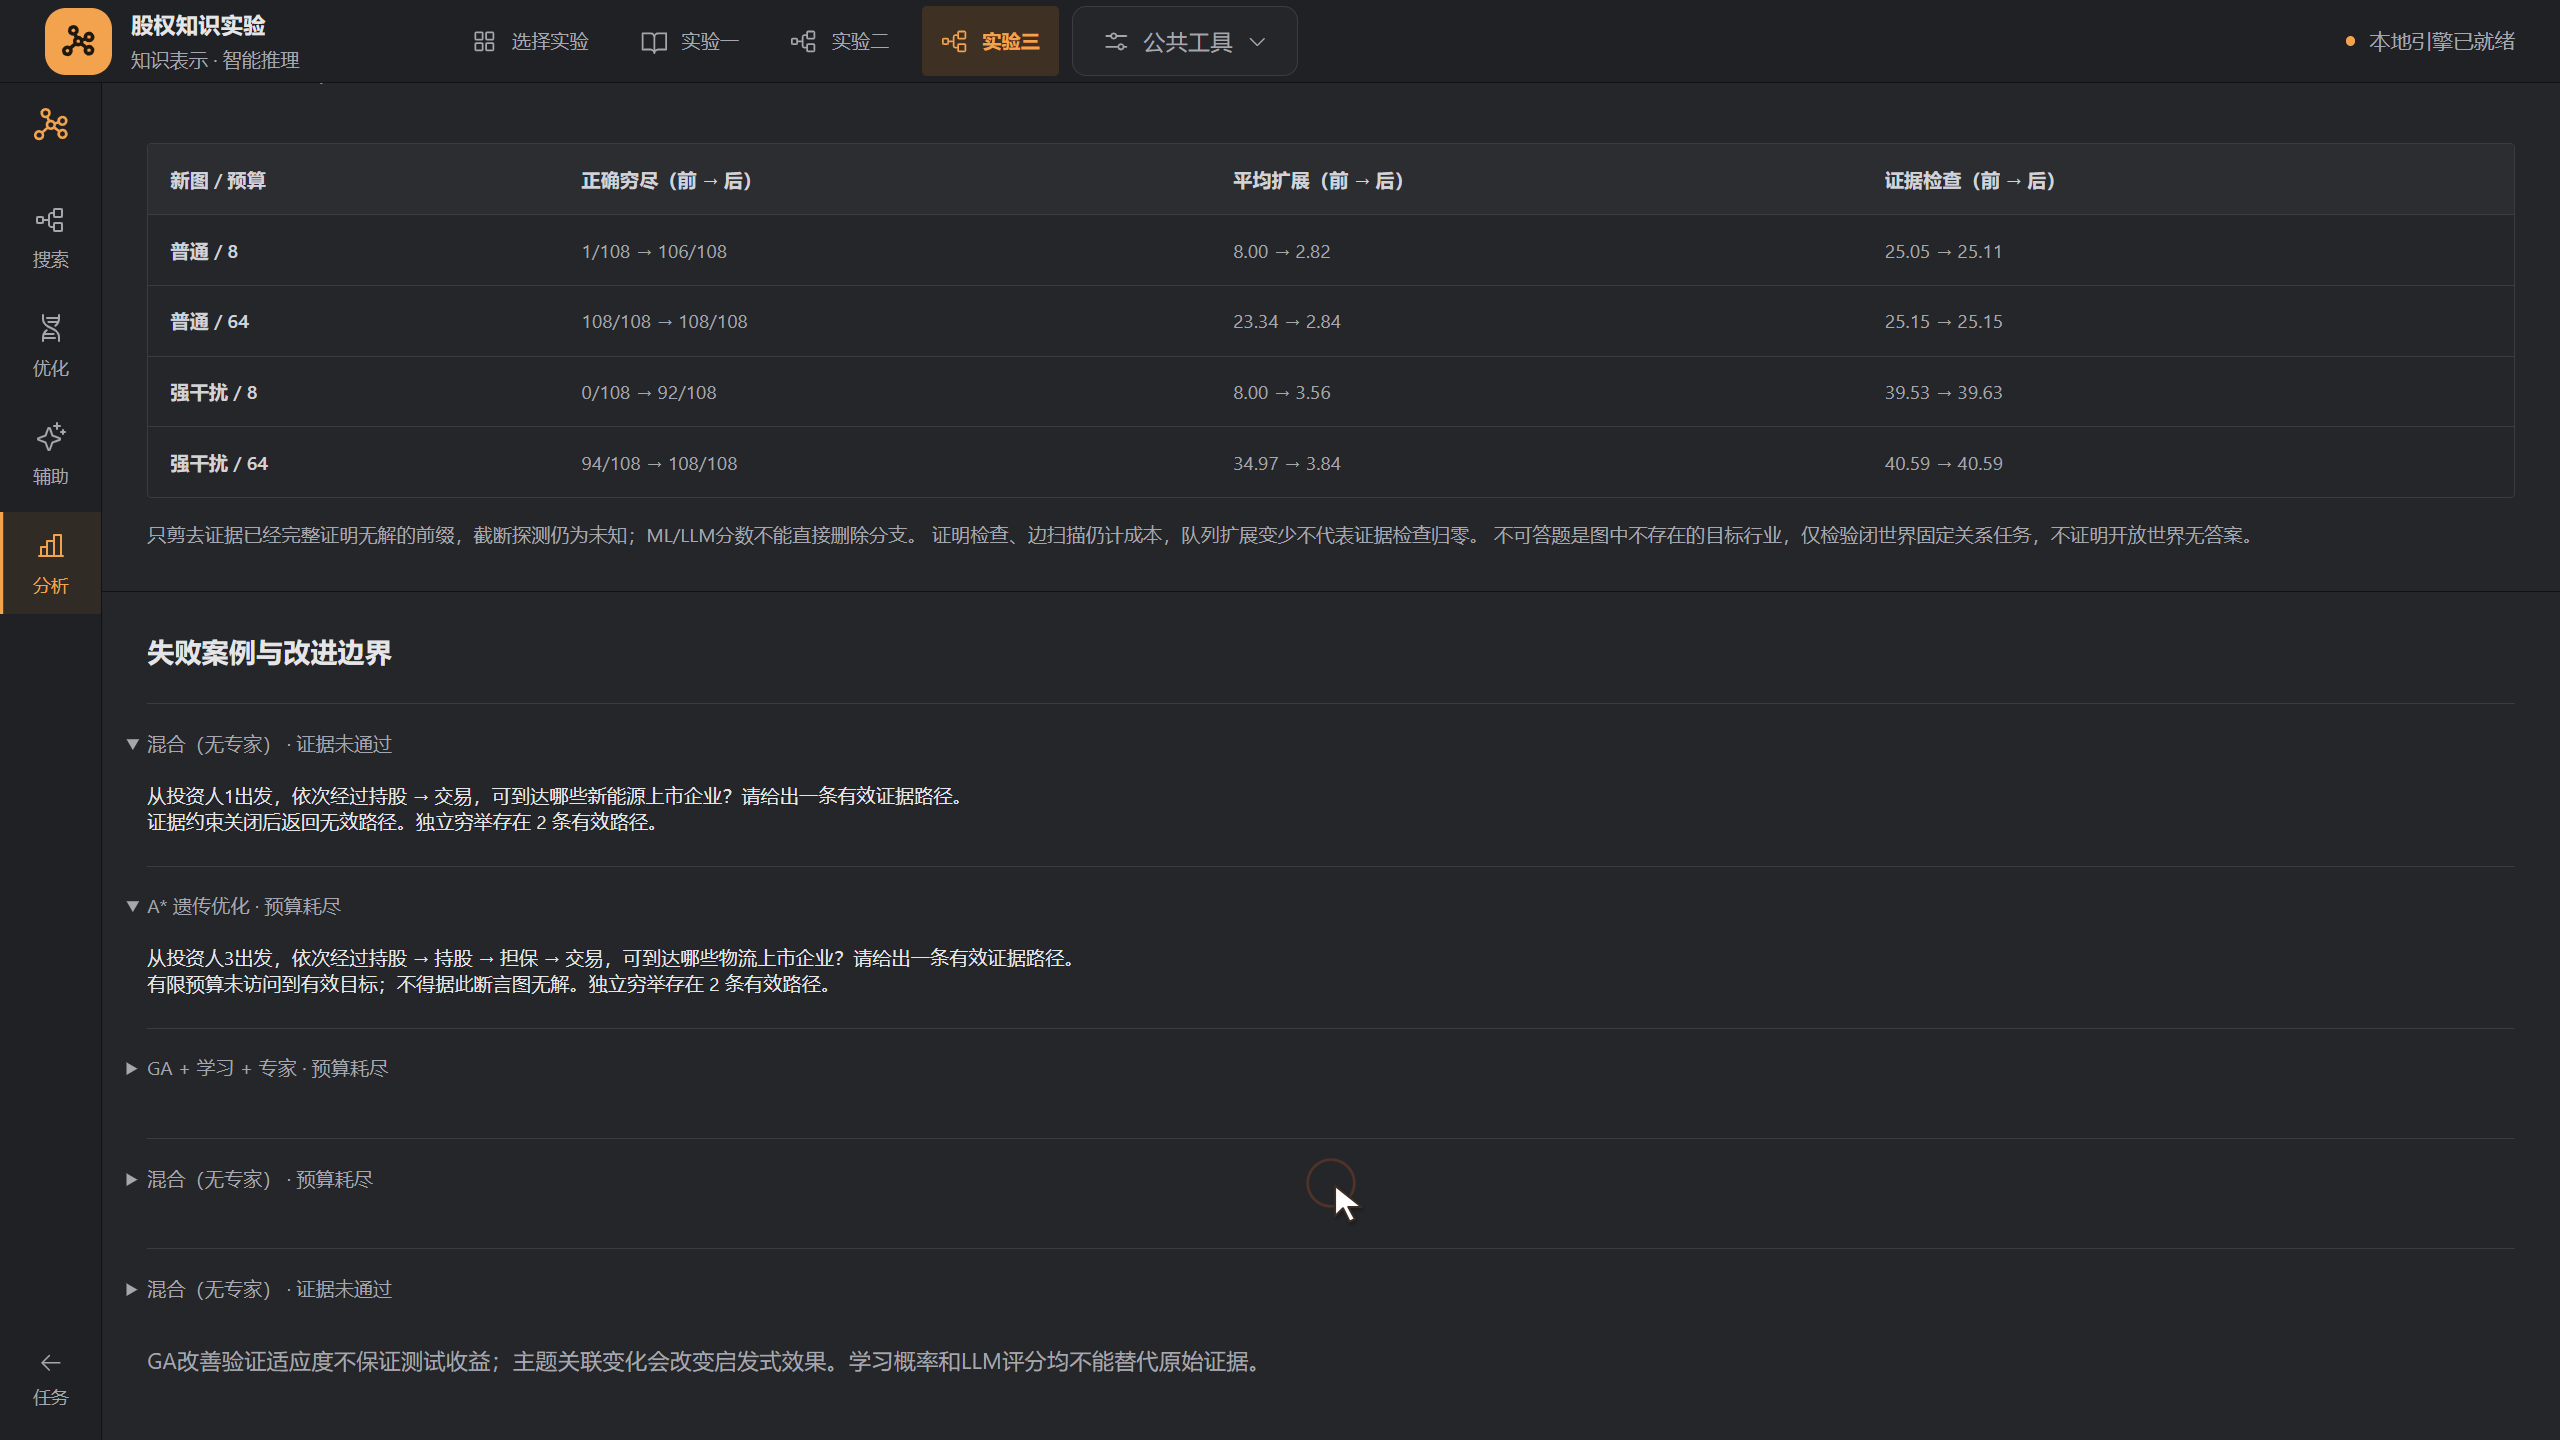 股权知识实验
知识表示 · 智能推理
选择实验
实验一
实验二
实验三
公共工具
本地引擎已就绪
搜索
优化
辅助
分析
任务
新图 / 预算 正确穷尽（前 → 后） 平均扩展（前 → 后） 证据检查（前 → 后）
普通 / 8 1/108 → 106/108 8.00 → 2.82 25.05 → 25.11
普通 / 64 108/108 → 108/108 23.34 → 2.84 25.15 → 25.15
强干扰 / 8 0/108 → 92/108 8.00 → 3.56 39.53 → 39.63
强干扰 / 64 94/108 → 108/108 34.97 → 3.84 40.59 → 40.59
只剪去证据已经完整证明无解的前缀，截断探测仍为未知；ML/LLM分数不能直接删除分支。 证明检查、边扫描仍计成本，队列扩展变少不代表证据检查归零。 不可答题是图中不存在的目标行业，仅检验闭世界固定关系任务，不证明开放世界无答案。
失败案例与改进边界
混合（无专家） · 证据未通过
从投资人1出发，依次经过持股 → 交易，可到达哪些新能源上市企业？请给出一条有效证据路径。
证据约束关闭后返回无效路径。独立穷举存在 2 条有效路径。
A* 遗传优化 · 预算耗尽
从投资人3出发，依次经过持股 → 持股 → 担保 → 交易，可到达哪些物流上市企业？请给出一条有效证据路径。
有限预算未访问到有效目标；不得据此断言图无解。独立穷举存在 2 条有效路径。
GA + 学习 + 专家 · 预算耗尽
混合（无专家） · 预算耗尽
混合（无专家） · 证据未通过
GA改善验证适应度不保证测试收益；主题关联变化会改变启发式效果。学习概率和LLM评分均不能替代原始证据。